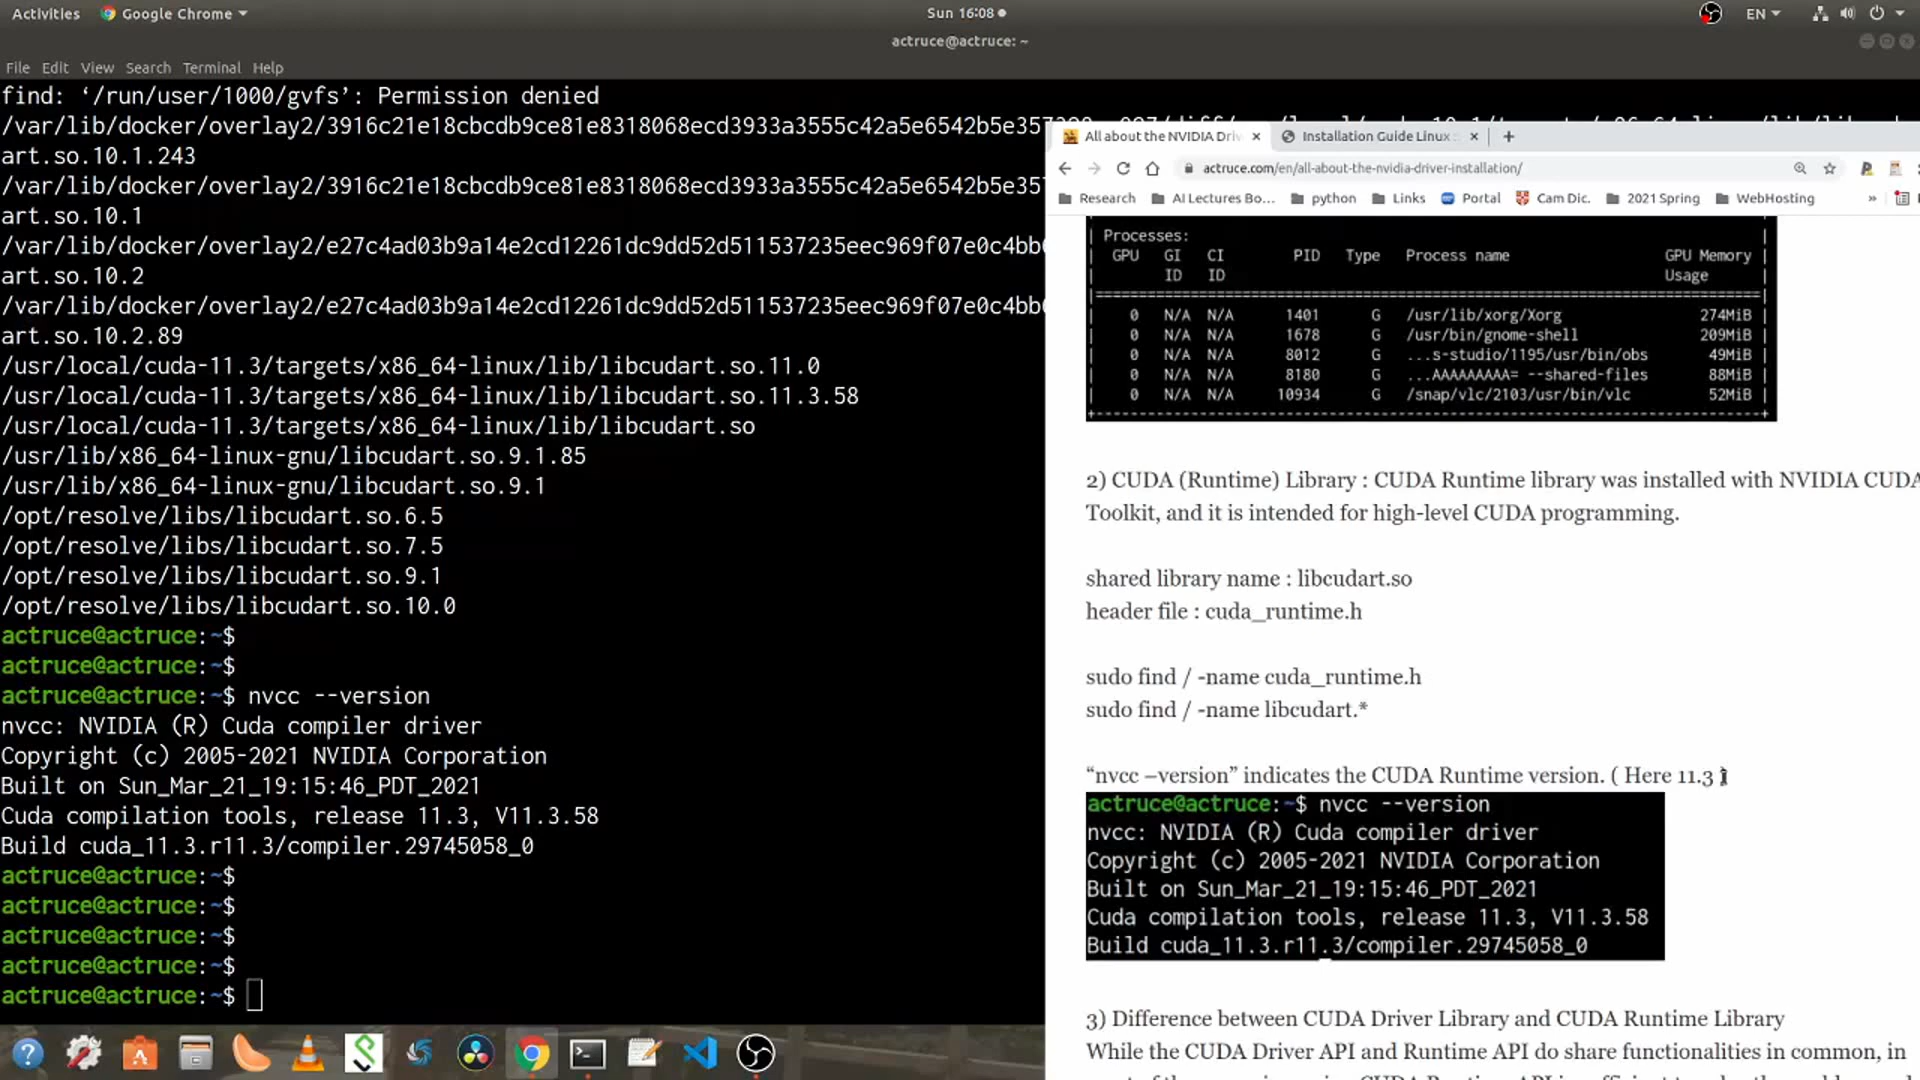 Activities Google Chrome Sun 16:08 EN
actruce@actruce: ~
File Edit View Search Terminal Help
find: ‘/run/user/1000/gvfs’: Permission denied
/var/lib/docker/overlay2/3916c21e18cbcdb9ce81e8318068ecd3933a3555c42a5e6542b5e357
art.so.10.1.243
/var/lib/docker/overlay2/3916c21e18cbcdb9ce81e8318068ecd3933a3555c42a5e6542b5e357
art.so.10.1
/var/lib/docker/overlay2/e27c4ad03b9a14e2cd12261dc9dd52d511537235eec969f07e0c4bb
art.so.10.2
/var/lib/docker/overlay2/e27c4ad03b9a14e2cd12261dc9dd52d511537235eec969f07e0c4bb
art.so.10.2.89
/usr/local/cuda-11.3/targets/x86_64-linux/lib/libcudart.so.11.0
/usr/local/cuda-11.3/targets/x86_64-linux/lib/libcudart.so.11.3.58
/usr/local/cuda-11.3/targets/x86_64-linux/lib/libcudart.so
/usr/lib/x86_64-linux-gnu/libcudart.so.9.1.85
/usr/lib/x86_64-linux-gnu/libcudart.so.9.1
/opt/resolve/libs/libcudart.so.6.5
/opt/resolve/libs/libcudart.so.7.5
/opt/resolve/libs/libcudart.so.9.1
/opt/resolve/libs/libcudart.so.10.0
actruce@actruce:~$
actruce@actruce:~$
actruce@actruce:~$ nvcc --version
nvcc: NVIDIA (R) Cuda compiler driver
Copyright (c) 2005-2021 NVIDIA Corporation
Built on Sun_Mar_21_19:15:46_PDT_2021
Cuda compilation tools, release 11.3, V11.3.58
Build cuda_11.3.r11.3/compiler.29745058_0
actruce@actruce:~$
actruce@actruce:~$
actruce@actruce:~$
actruce@actruce:~$
actruce@actruce:~$
All about the NVIDIA Driv Installation Guide Linux
actruce.com/en/all-about-the-nvidia-driver-installation/
Research AI Lectures Bo... python Links Portal Cam Dic. 2021 Spring WebHosting »
Processes:
GPU GI CI PID Type Process name GPU Memory
ID ID Usage
0 N/A N/A 1401 G /usr/lib/xorg/Xorg 274MiB
0 N/A N/A 1678 G /usr/bin/gnome-shell 209MiB
0 N/A N/A 8012 G ...s-studio/1195/usr/bin/obs 49MiB
0 N/A N/A 8180 G ...AAAAAAAAA= --shared-files 88MiB
0 N/A N/A 10934 G /snap/vlc/2103/usr/bin/vlc 52MiB
2) CUDA (Runtime) Library : CUDA Runtime library was installed with NVIDIA CUDA
Toolkit, and it is intended for high-level CUDA programming.
shared library name : libcudart.so
header file : cuda_runtime.h
sudo find / -name cuda_runtime.h
sudo find / -name libcudart.*
“nvcc –version” indicates the CUDA Runtime version. ( Here 11.3 )
actruce@actruce:~$ nvcc --version
nvcc: NVIDIA (R) Cuda compiler driver
Copyright (c) 2005-2021 NVIDIA Corporation
Built on Sun_Mar_21_19:15:46_PDT_2021
Cuda compilation tools, release 11.3, V11.3.58
Build cuda_11.3.r11.3/compiler.29745058_0
3) Difference between CUDA Driver Library and CUDA Runtime Library
While the CUDA Driver API and Runtime API do share functionalities in common, in